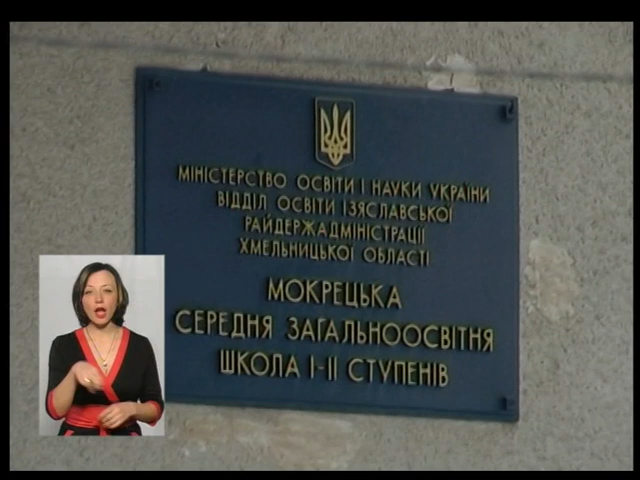 МІНІСТЕРСТВО ОСВІТИ І НАУКИ УКРАЇНИ
ВІДДІЛ ОСВІТИ ІЗЯСЛАВСЬКОЇ
РАЙДЕРЖАДМІНІСТРАЦІЇ
ХМЕЛЬНИЦЬКОЇ ОБЛАСТІ
МОКРЕЦЬКА
СЕРЕДНЯ ЗАГАЛЬНООСВІТНЯ
ШКОЛА І-ІІ СТУПЕНІВ